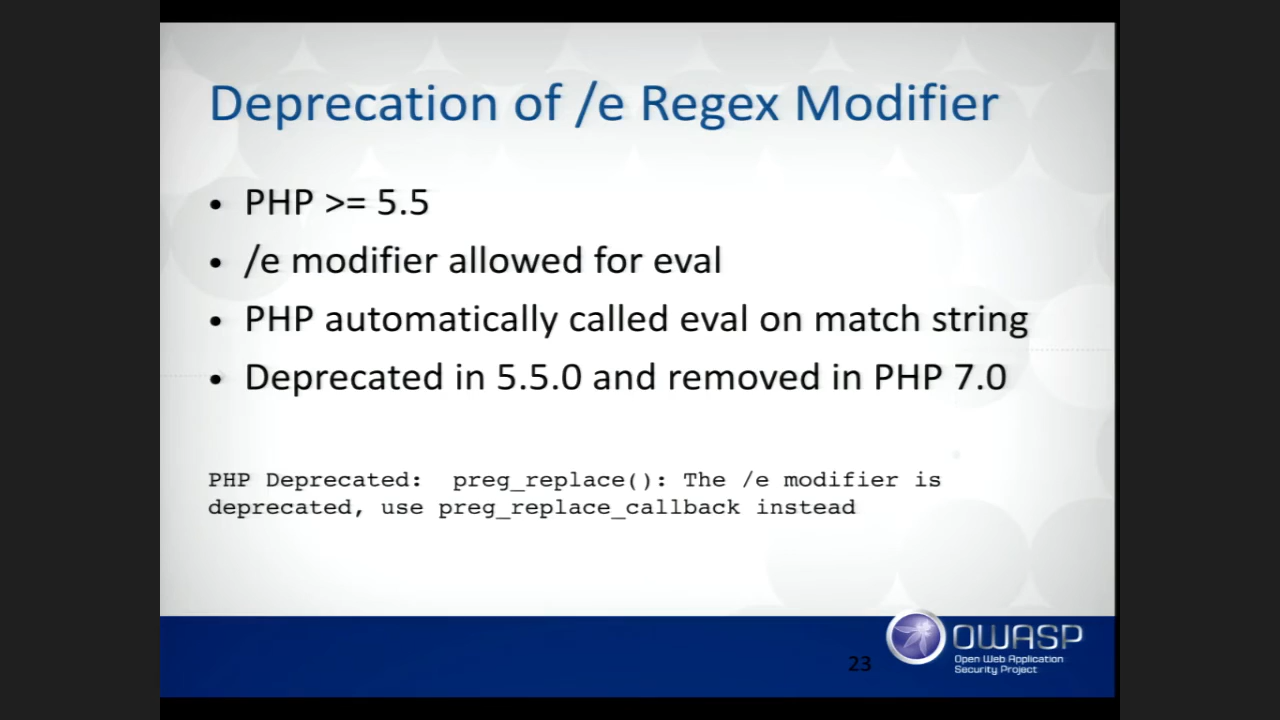 Deprecation of /e Regex Modifier
• PHP >= 5.5
• /e modifier allowed for eval
• PHP automatically called eval on match string
• Deprecated in 5.5.0 and removed in PHP 7.0
PHP Deprecated:  preg_replace(): The /e modifier is
deprecated, use preg_replace_callback instead
23
OWASP
Open Web Application
Security Project